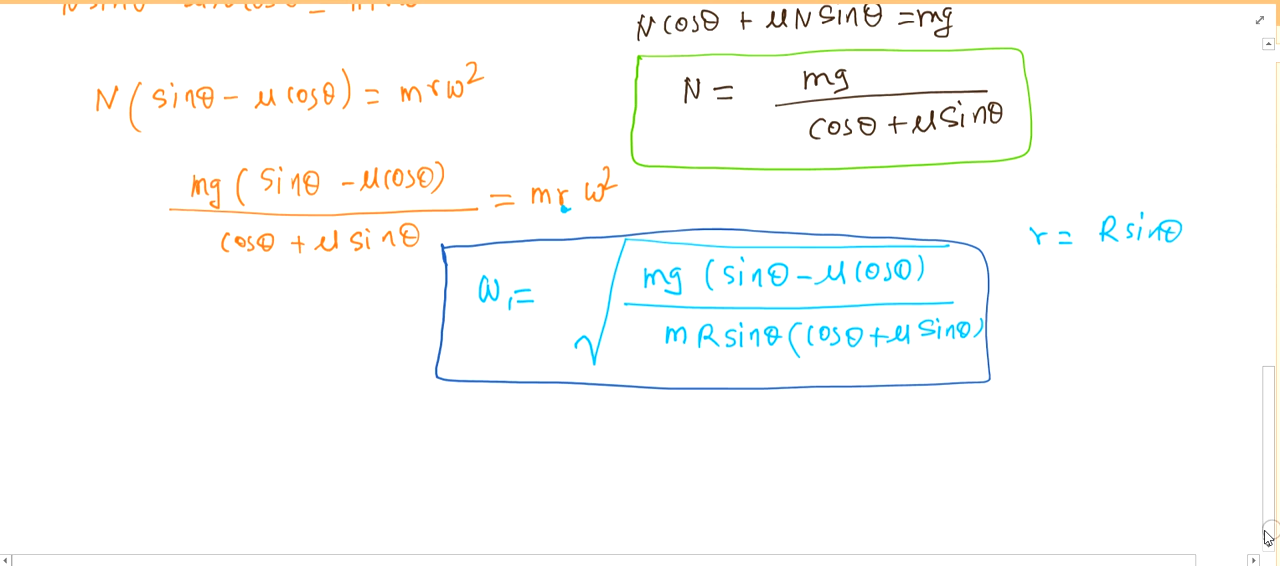 N cosθ + μN sinθ = mg
N(sinθ - μ cosθ) = mrω²
N = mg / cosθ + μ sinθ
mg (sinθ - μ cosθ) / cosθ + μ sinθ = mr ω²
r = R sinθ
ω₁ = √ mg (sinθ - μ cosθ) / m R sinθ (cosθ + μ sinθ)